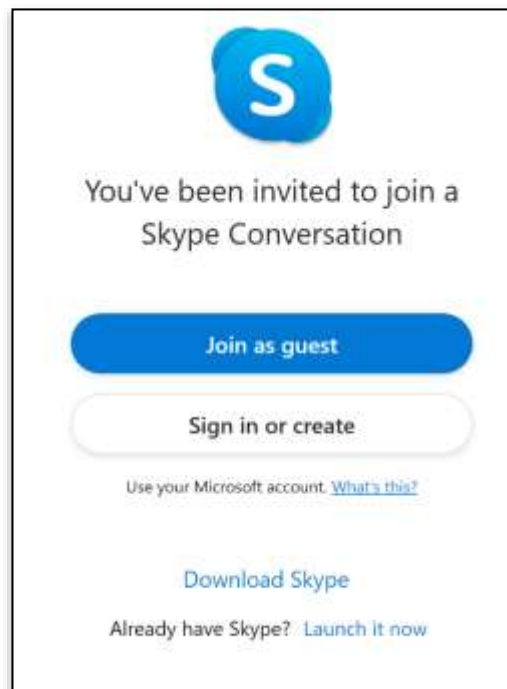 S
You've been invited to join a
Skype Conversation
Join as guest
Sign in or create
Use your Microsoft account. What's this?
Download Skype
Already have Skype? Launch it now